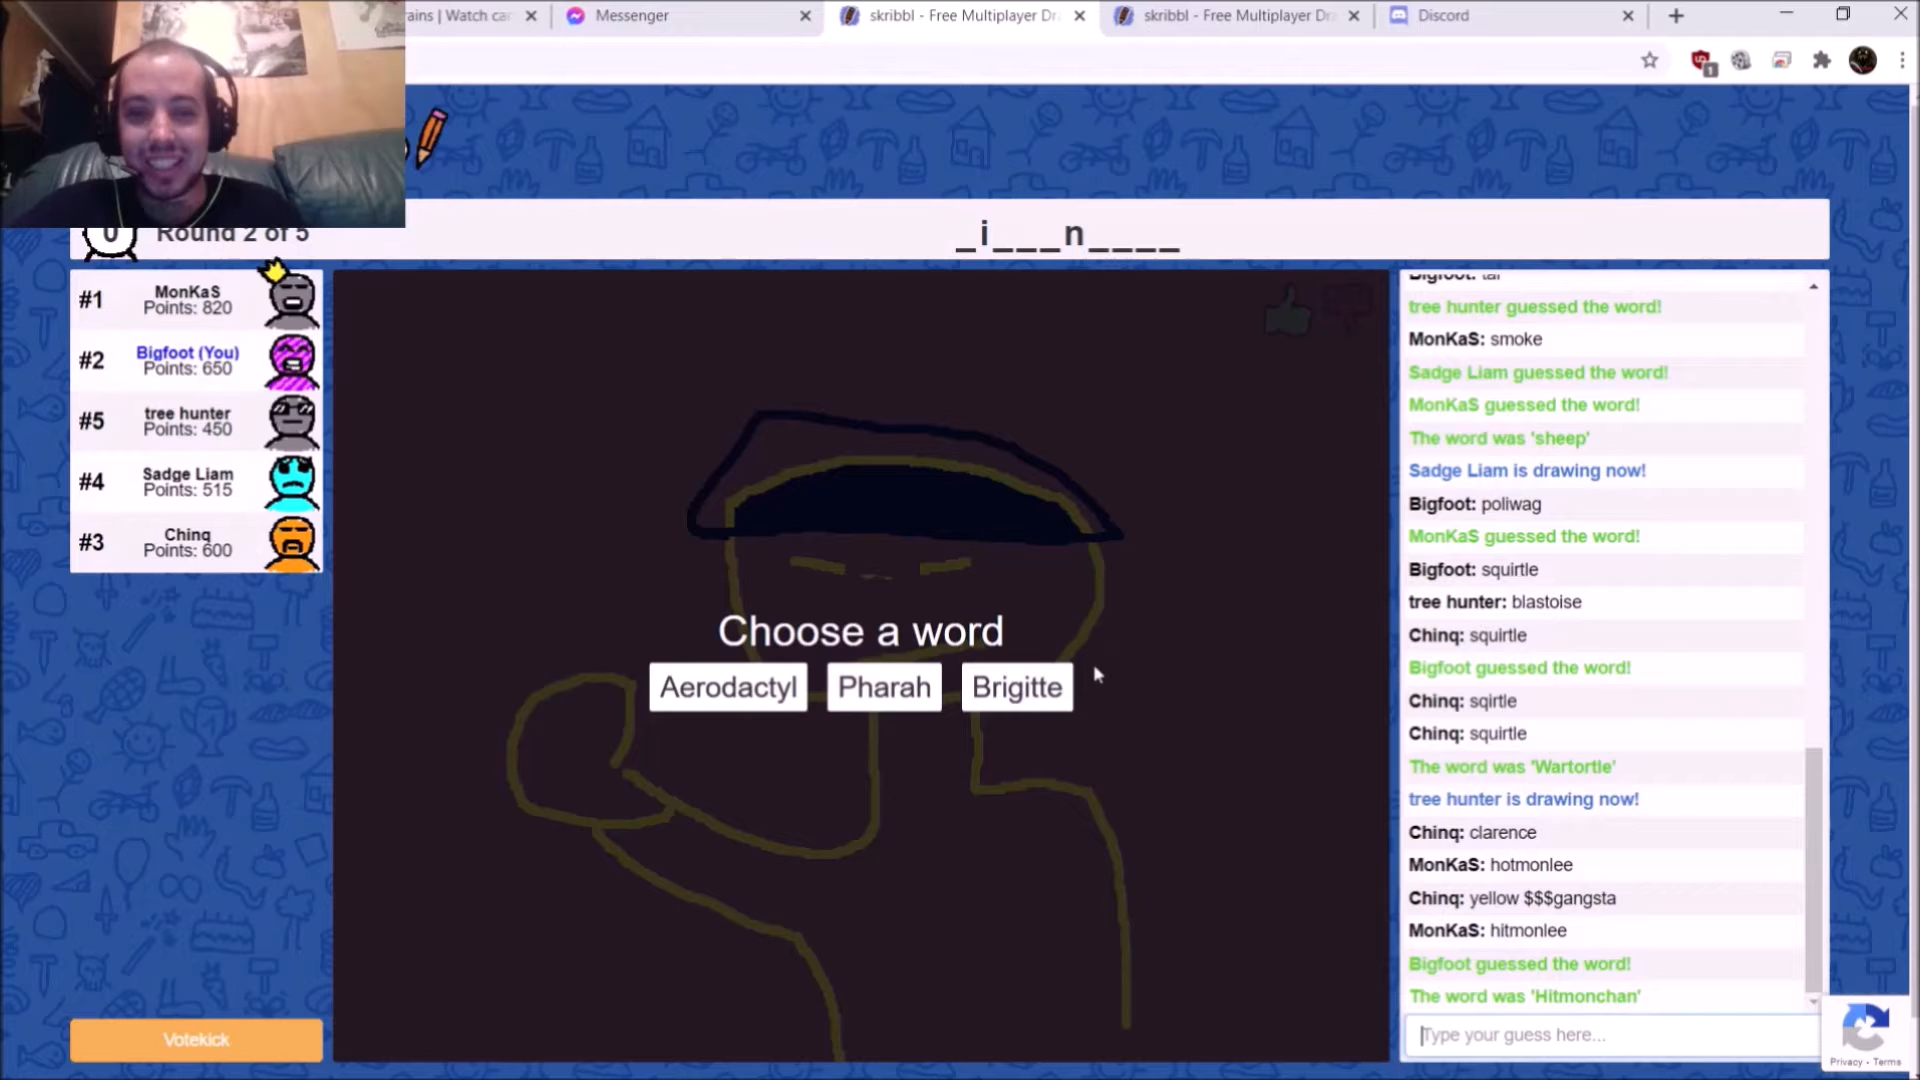 rains | Watch ca
Messenger
skribbl - Free Multiplayer Dr
skribbl - Free Multiplayer Dr
Discord
1
0
Round 2 of 5
_i___n____
#1
MonKaS
Points: 820
#2
Bigfoot (You)
Points: 650
#5
tree hunter
Points: 450
#4
Sadge Liam
Points: 515
#3
Chinq
Points: 600
Votekick
Choose a word
Aerodactyl
Pharah
Brigitte
Bigfoot: tai
tree hunter guessed the word!
MonKaS: smoke
Sadge Liam guessed the word!
MonKaS guessed the word!
The word was 'sheep'
Sadge Liam is drawing now!
Bigfoot: poliwag
MonKaS guessed the word!
Bigfoot: squirtle
tree hunter: blastoise
Chinq: squirtle
Bigfoot guessed the word!
Chinq: sqirtle
Chinq: squirtle
The word was 'Wartortle'
tree hunter is drawing now!
Chinq: clarence
MonKaS: hotmonlee
Chinq: yellow $$$gangsta
MonKaS: hitmonlee
Bigfoot guessed the word!
The word was 'Hitmonchan'
Type your guess here...
Privacy - Terms